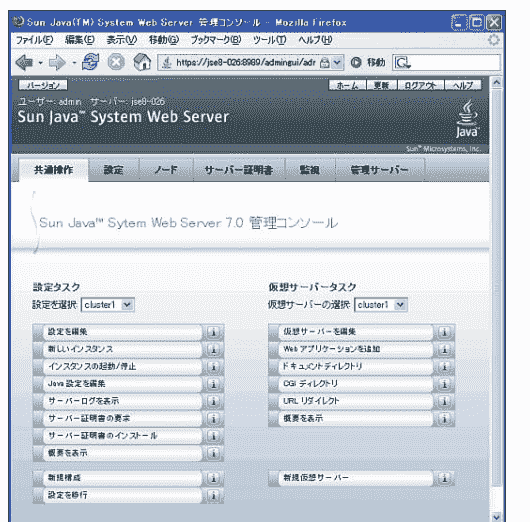 Sun Java(TM) System Web Server 管理コンソール - Mozilla Firefox
ファイル(F) 編集(E) 表示(V) 移動(G) ブックマーク(B) ツール(T) ヘルプ(H)
https://jse8-026:8989/admingui/adr 移動
バージョン ホーム 更新 ログアウト ヘルプ
ユーザー: admin サーバー: jse8-026
Sun Java™ System Web Server
Java
Sun™ Microsystems, Inc.
共通操作 設定 ノード サーバー証明書 監視 管理サーバー
Sun Java™ Sytem Web Server 7.0 管理コンソール
設定タスク 仮想サーバータスク
設定を選択 cluster1 仮想サーバーの選択 cluster1
設定を編集 仮想サーバーを編集
新しいインスタンス Web アプリケーションを追加
インスタンスの起動/停止 ドキュメントディレクトリ
Java 設定を編集 CGI ディレクトリ
サーバーログを表示 URL リダイレクト
サーバー証明書の要求 概要を表示
サーバー証明書のインストール
概要を表示
新規構成 新規仮想サーバー
設定を移行